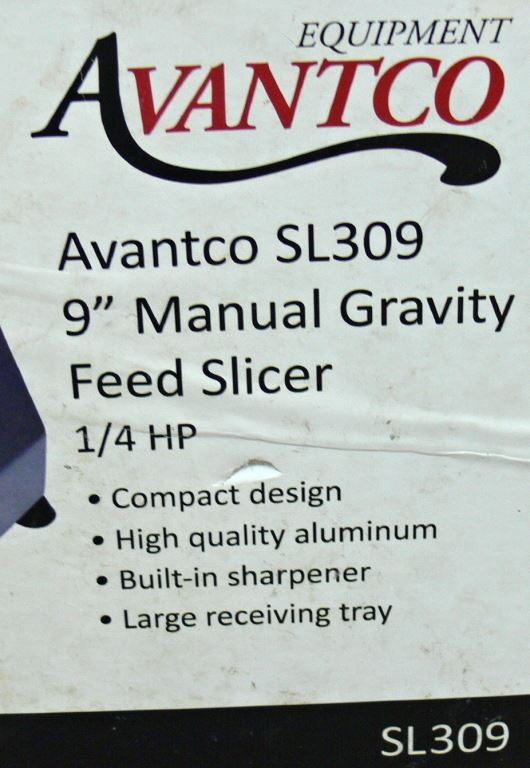 EQUIPMENT
AVANTCO
Avantco SL309
9” Manual Gravity
Feed Slicer
1/4 HP
• Compact design
• High quality aluminum
• Built-in sharpener
• Large receiving tray
SL309